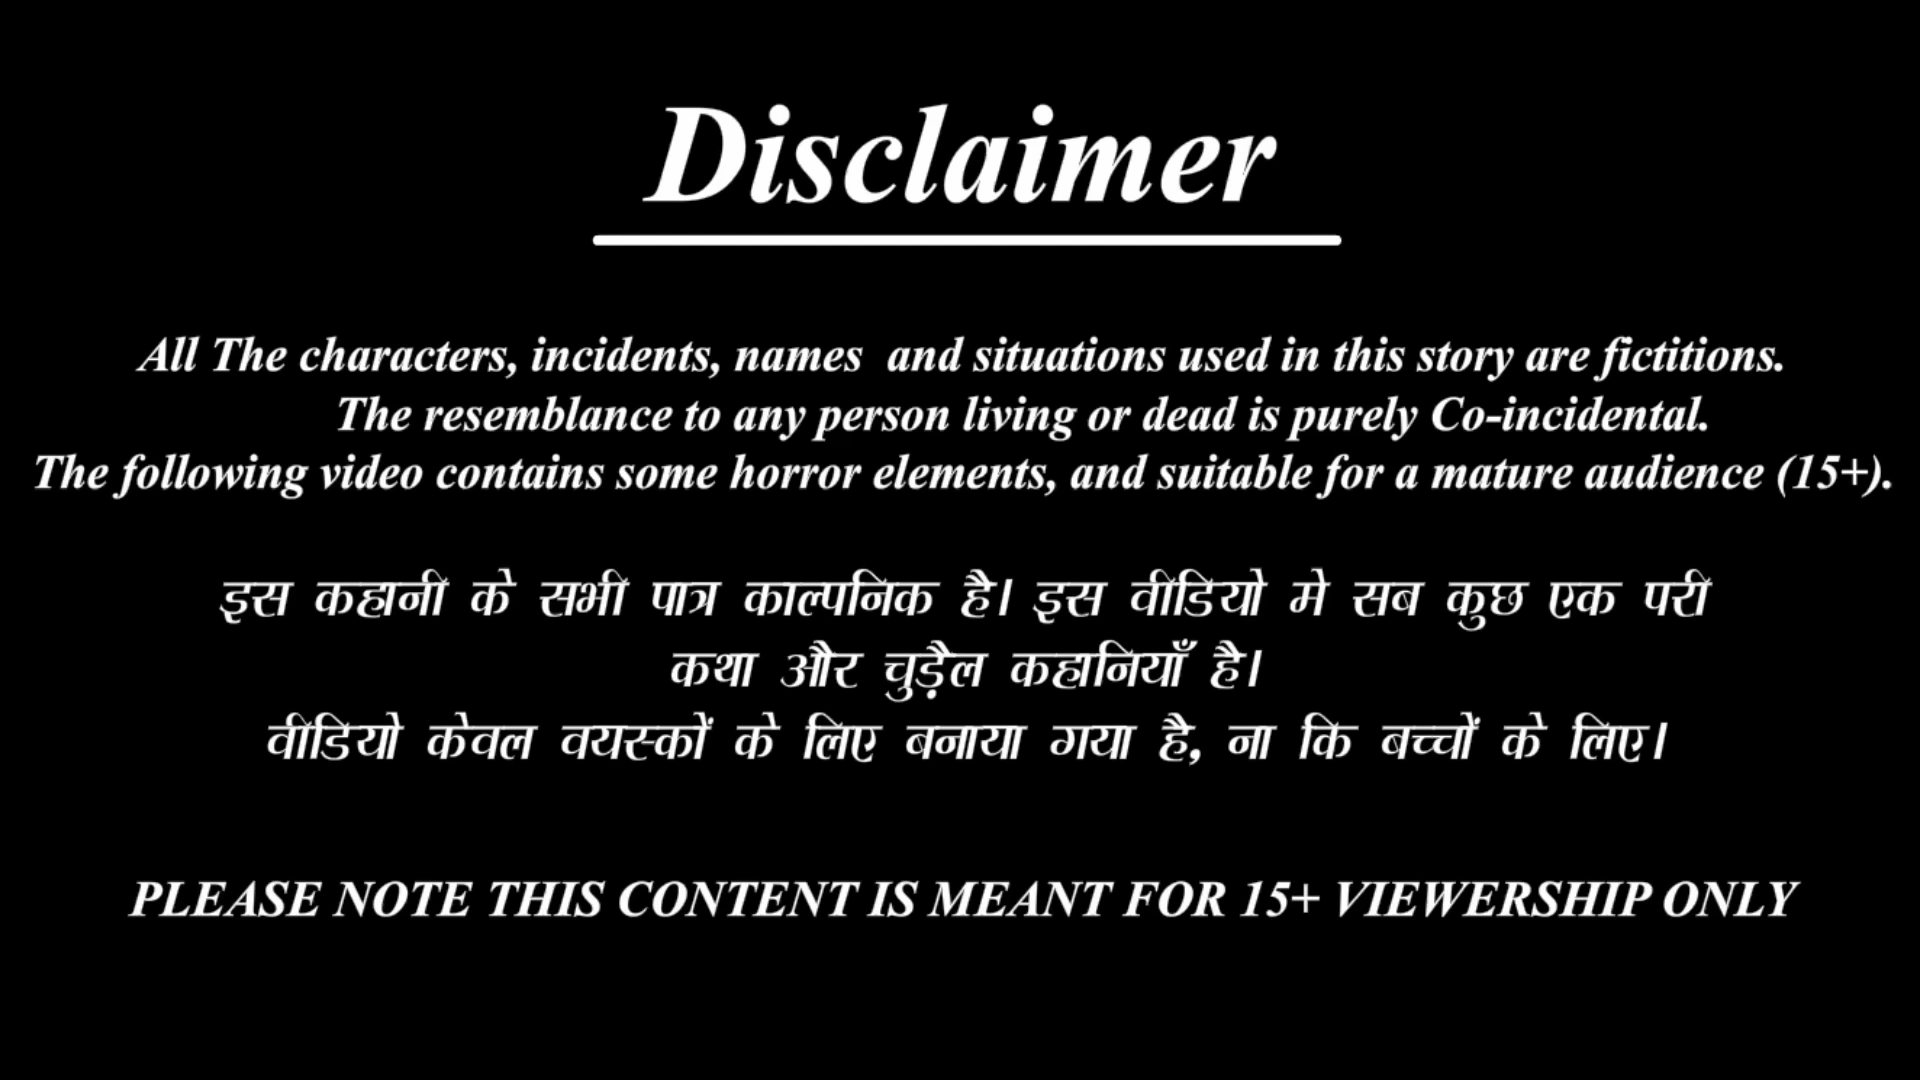 Disclaimer
All The characters, incidents, names and situations used in this story are fictitions.
The resemblance to any person living or dead is purely Co-incidental.
The following video contains some horror elements, and suitable for a mature audience (15+).
इस कहानी के सभी पात्र काल्पनिक है। इस वीडियो मे सब कुछ एक परी
कथा और चुड़ैल कहानियाँ है।
वीडियो केवल वयस्कों के लिए बनाया गया है, ना कि बच्चों के लिए।
PLEASE NOTE THIS CONTENT IS MEANT FOR 15+ VIEWERSHIP ONLY